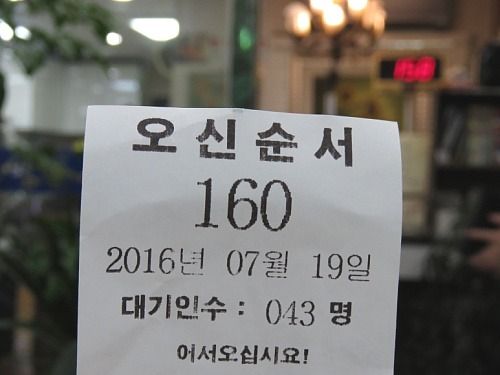 오신순서
160
2016년 07월 19일
대기인수 : 043 명
어서오십시요!